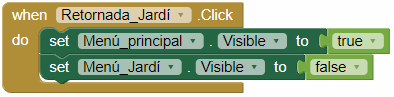 when Retornada_Jardí .Click
do set Menú_principal . Visible to true
set Menú_Jardí . Visible to false